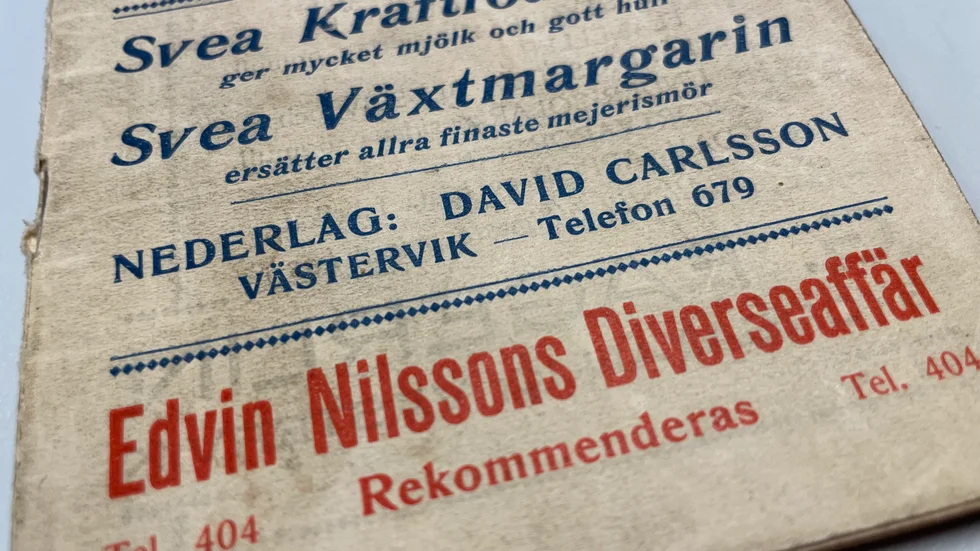 Svea
ger mycket mjölk och gott hull
Svea Växtmargarin
ersätter allra finaste mejerismör
NEDERLAG: DAVID CARLSSON
VÄSTERVIK — Telefon 679
Edvin Nilssons Diverseaffär
Tel. 404 Rekommenderas Tel. 404